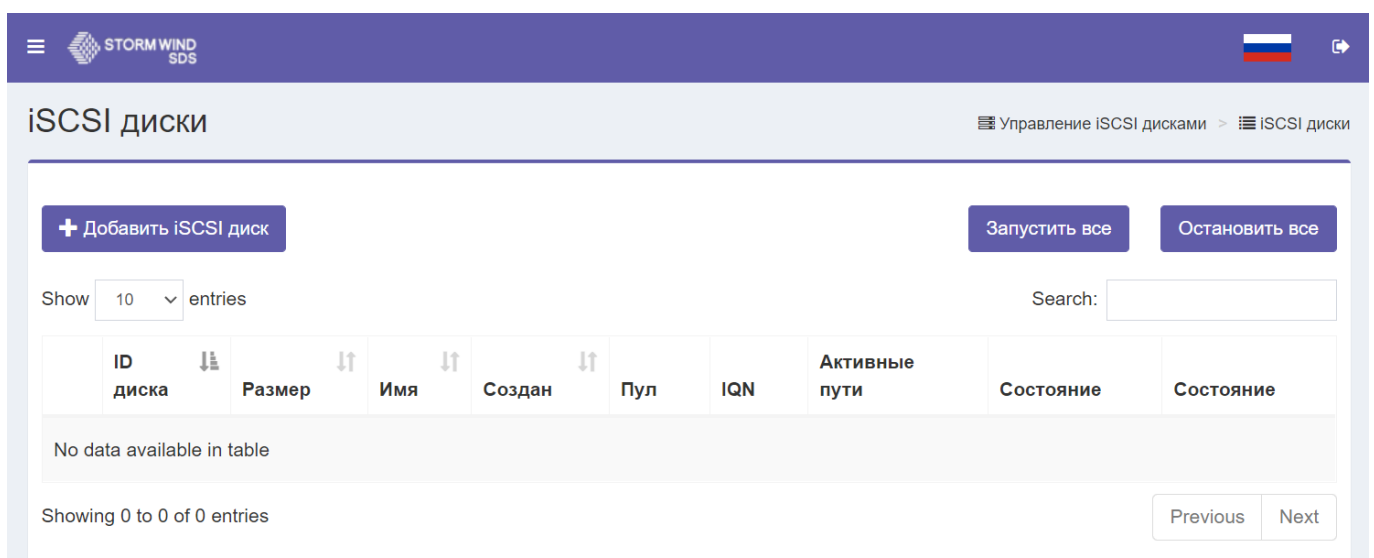 STORM WIND
SDS
iSCSI диски
Управление iSCSI дисками > iSCSI диски
Добавить iSCSI диск
Запустить все
Остановить все
Show 10 entries
Search:
ID диска
Размер
Имя
Создан
Пул
IQN
Активные пути
Состояние
Состояние
No data available in table
Showing 0 to 0 of 0 entries
Previous
Next